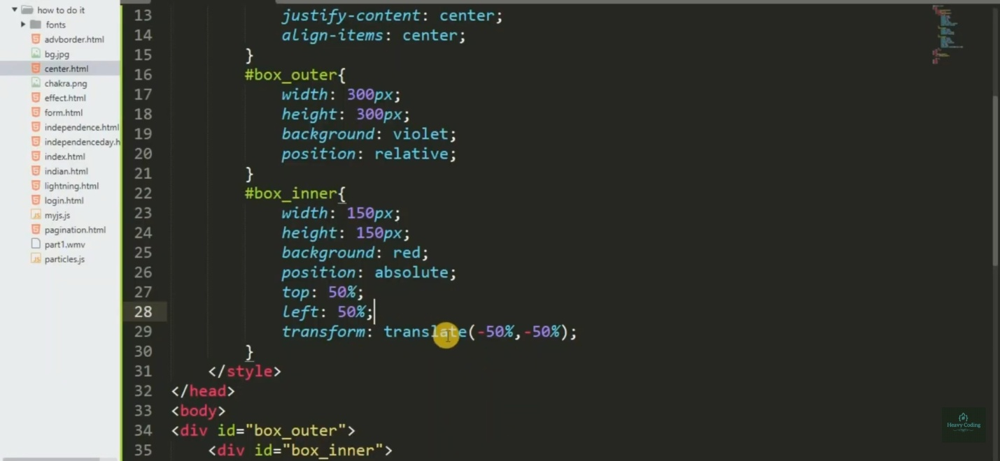 how to do it
fonts
advborder.html
bg.jpg
center.html
chakra.png
effect.html
form.html
independence.html
independenceday.h
index.html
indian.html
lightning.html
login.html
myjs.js
pagination.html
part1.wmv
particles.js
13 justify-content: center;
14 align-items: center;
15 }
16 #box_outer{
17 width: 300px;
18 height: 300px;
19 background: violet;
20 position: relative;
21 }
22 #box_inner{
23 width: 150px;
24 height: 150px;
25 background: red;
26 position: absolute;
27 top: 50%;
28 left: 50%;
29 transform: translate(-50%,-50%);
30 }
31 </style>
32 </head>
33 <body>
34 <div id="box_outer">
35 <div id="box_inner">
{#}
Heavy Coding